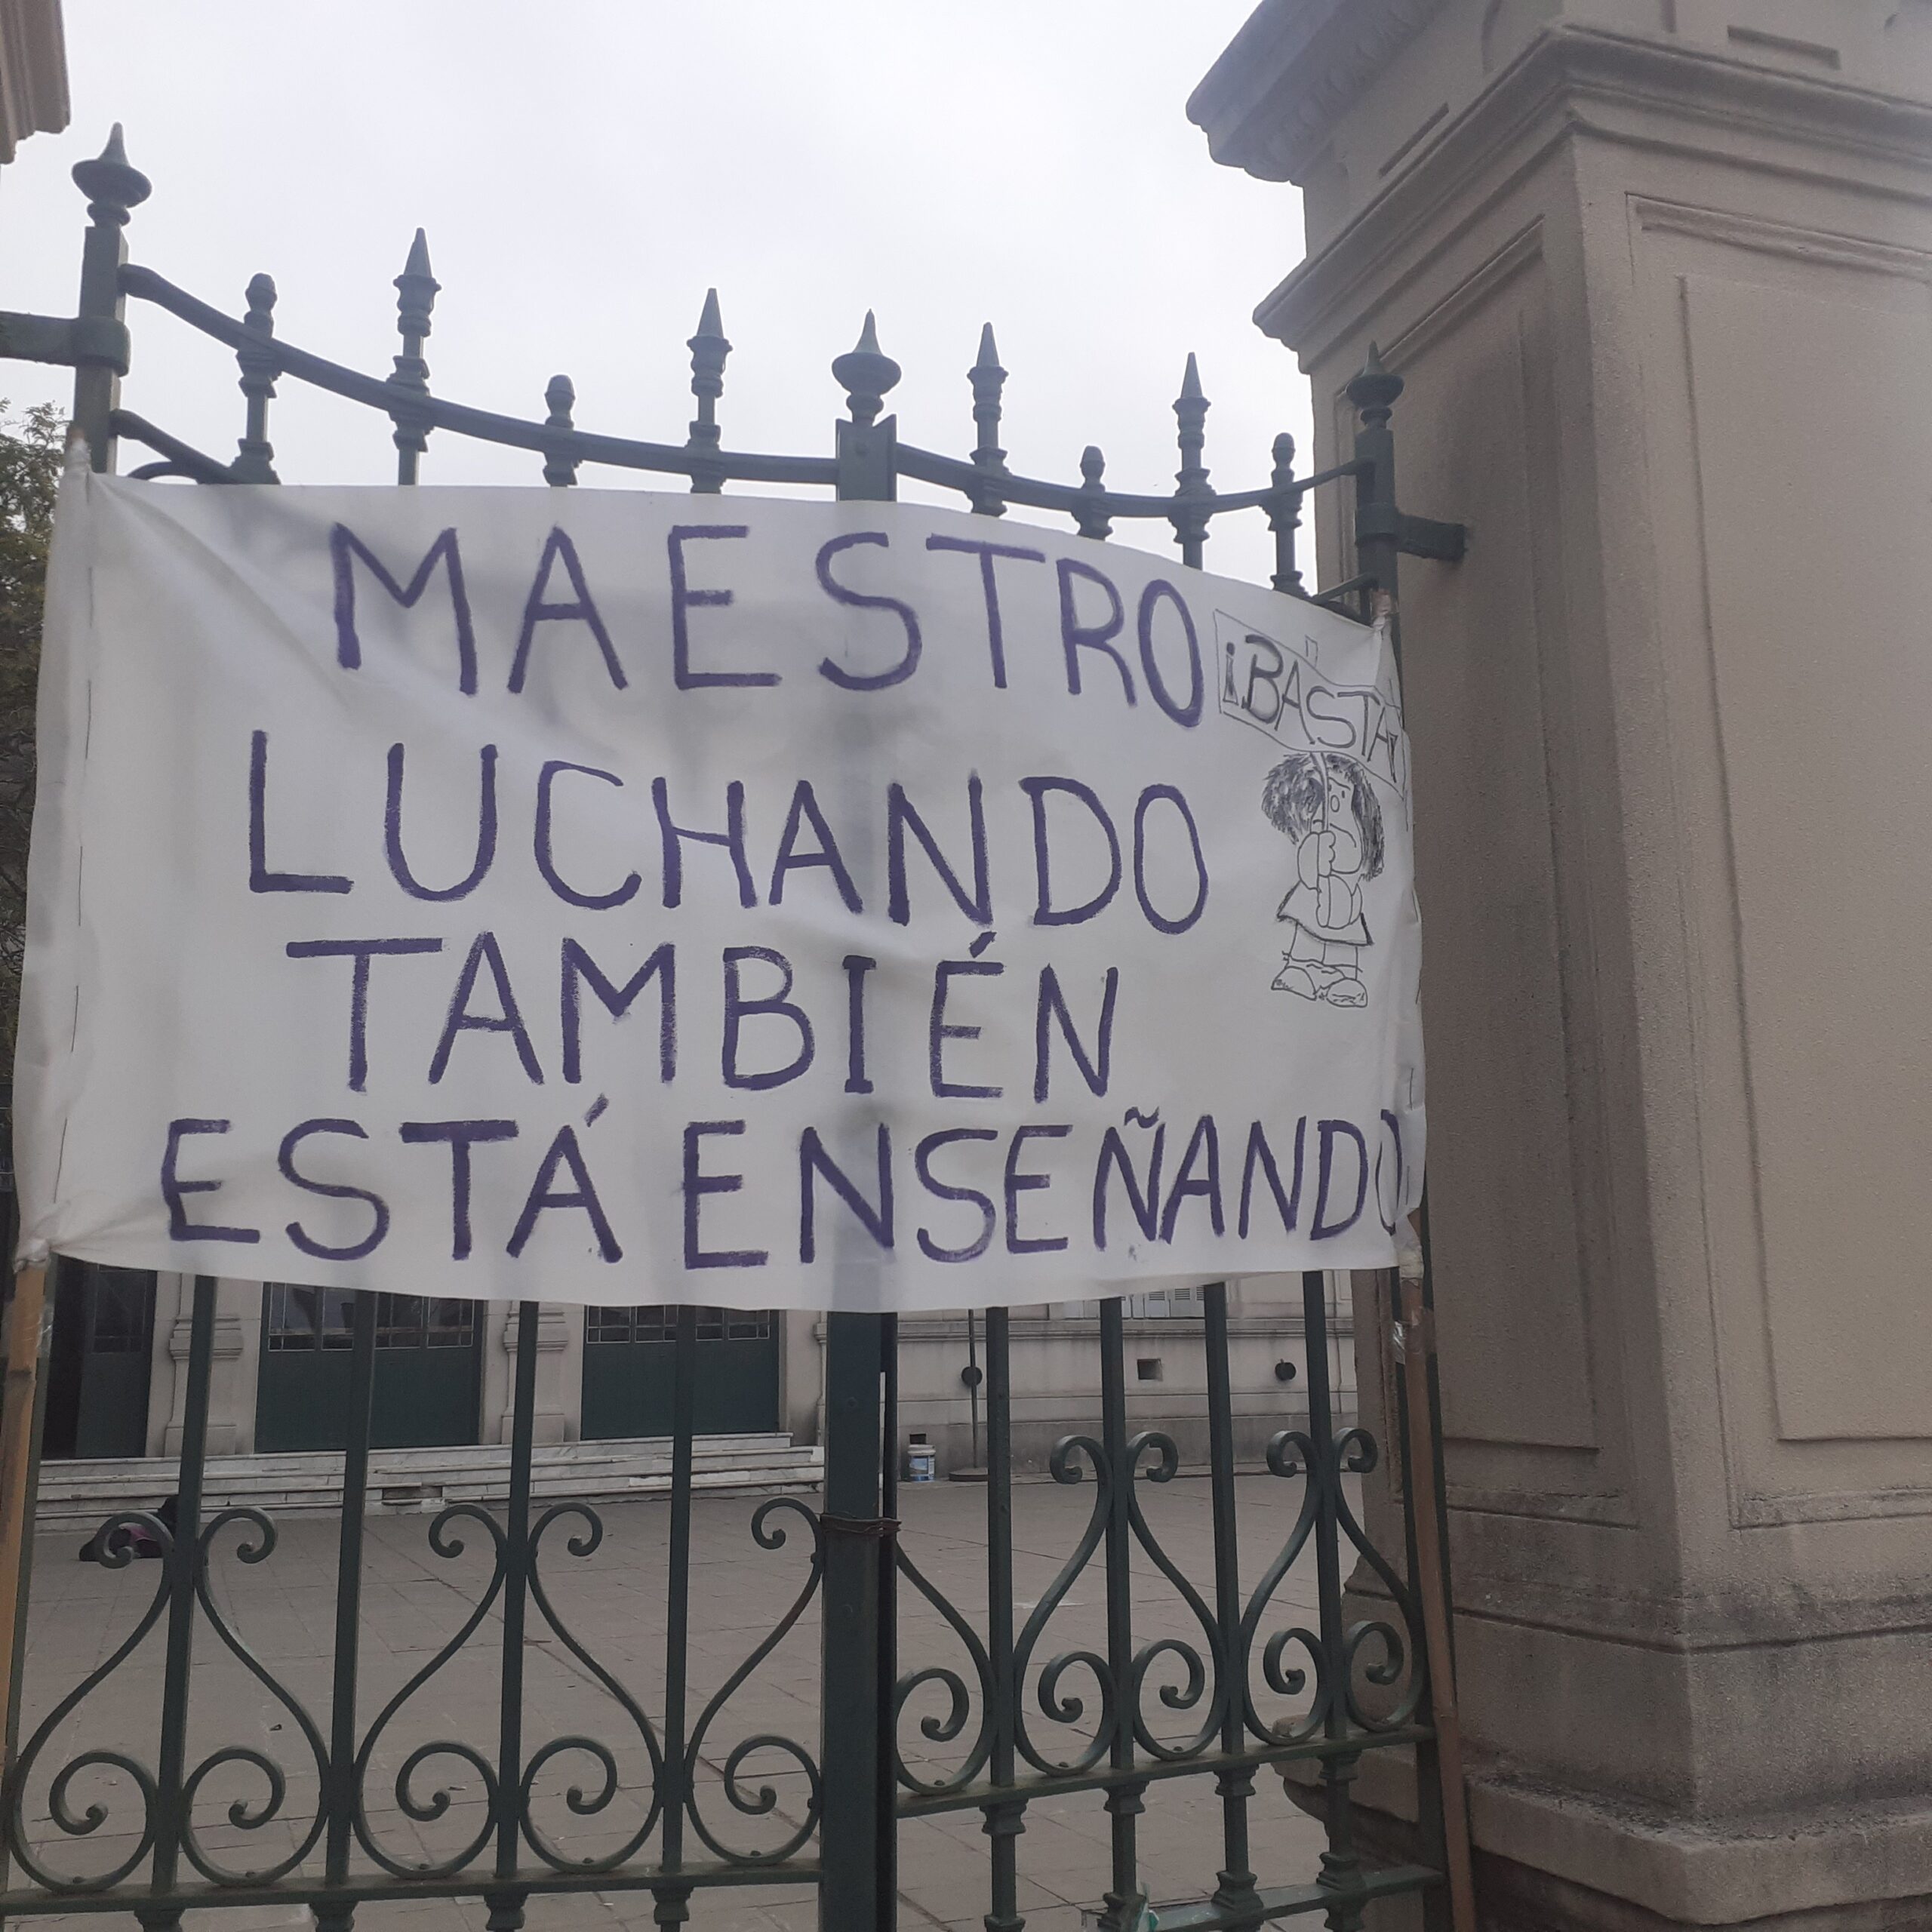 MAESTRO
¡BASTA!
LUCHANDO
TAMBIÉN
ESTÁ ENSEÑANDO